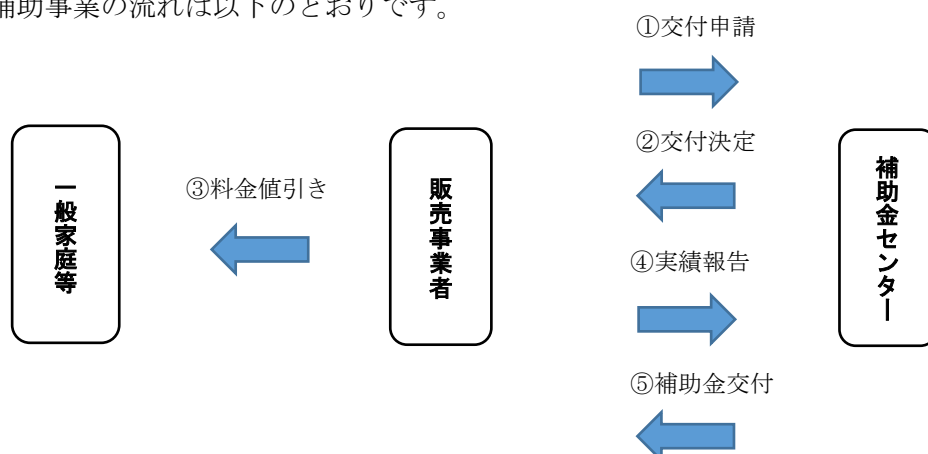 補助事業の流れは以下のとおりです。
①交付申請
②交付決定
③料金値引き
④実績報告
⑤補助金交付
一般家庭等
販売事業者
補助金センター